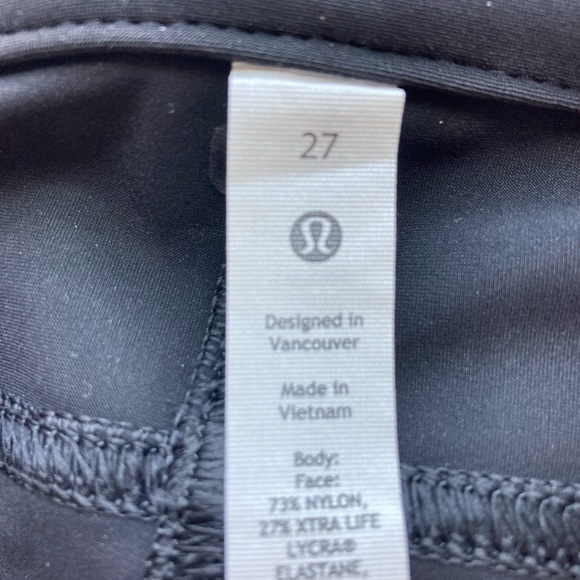 27
Designed in
Vancouver
Made in
Vietnam
Body:
Face:
73% NYLON,
27% XTRA LIFE
LYCRA®
ELASTANE,